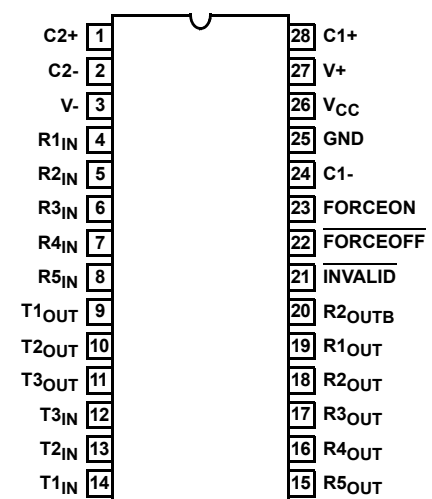 C2+ 1 28 C1+
C2- 2 27 V+
V- 3 26 VCC
R1IN 4 25 GND
R2IN 5 24 C1-
R3IN 6 23 FORCEON
R4IN 7 22 FORCEOFF
R5IN 8 21 INVALID
T1OUT 9 20 R2OUTB
T2OUT 10 19 R1OUT
T3OUT 11 18 R2OUT
T3IN 12 17 R3OUT
T2IN 13 16 R4OUT
T1IN 14 15 R5OUT